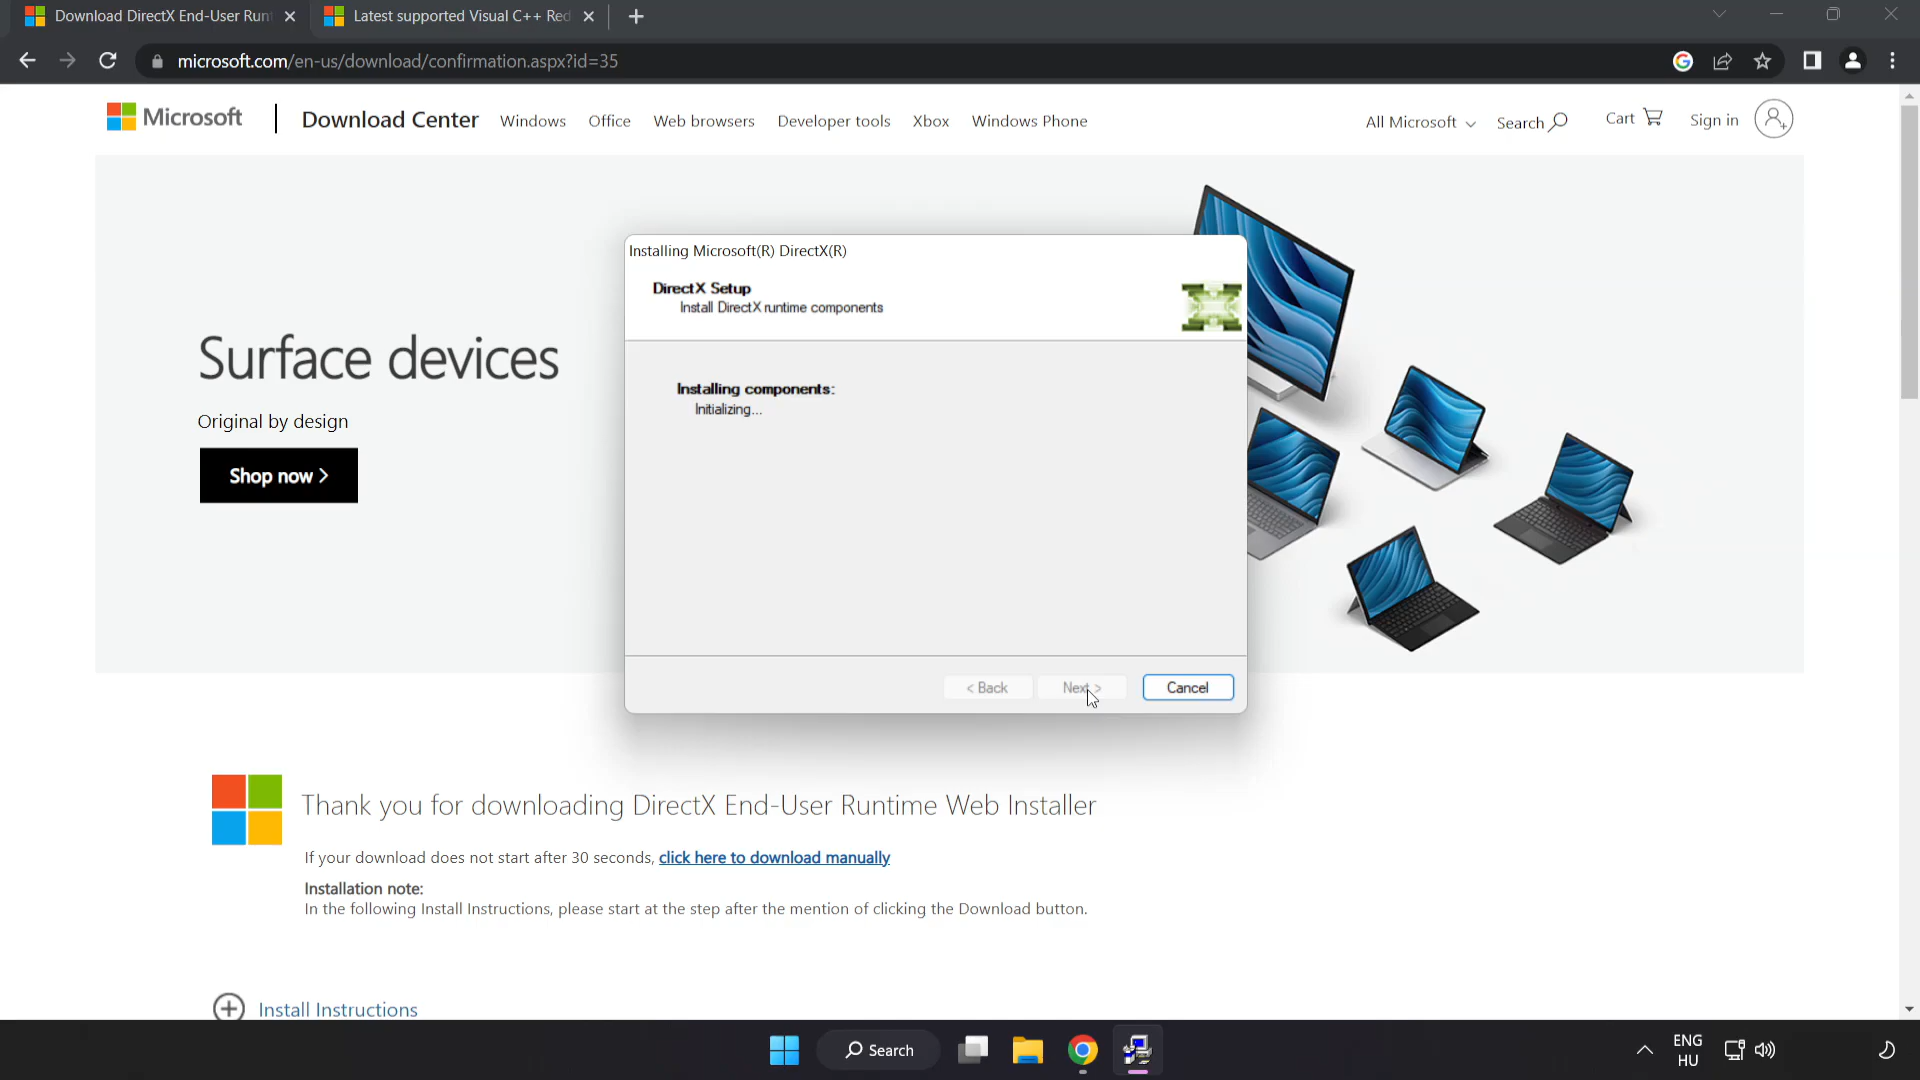 Download DirectX End-User Runt
Latest supported Visual C++ Red
microsoft.com/en-us/download/confirmation.aspx?id=35
Microsoft
Download Center
Windows
Office
Web browsers
Developer tools
Xbox
Windows Phone
All Microsoft
Search
Cart
Sign in
Surface devices
Original by design
Shop now >
Installing Microsoft(R) DirectX(R)
DirectX Setup
Install DirectX runtime components
Installing components:
Initializing...
< Back
Next >
Cancel
Thank you for downloading DirectX End-User Runtime Web Installer
If your download does not start after 30 seconds, click here to download manually
Installation note:
In the following Install Instructions, please start at the step after the mention of clicking the Download button.
Install Instructions
Search
ENG
HU